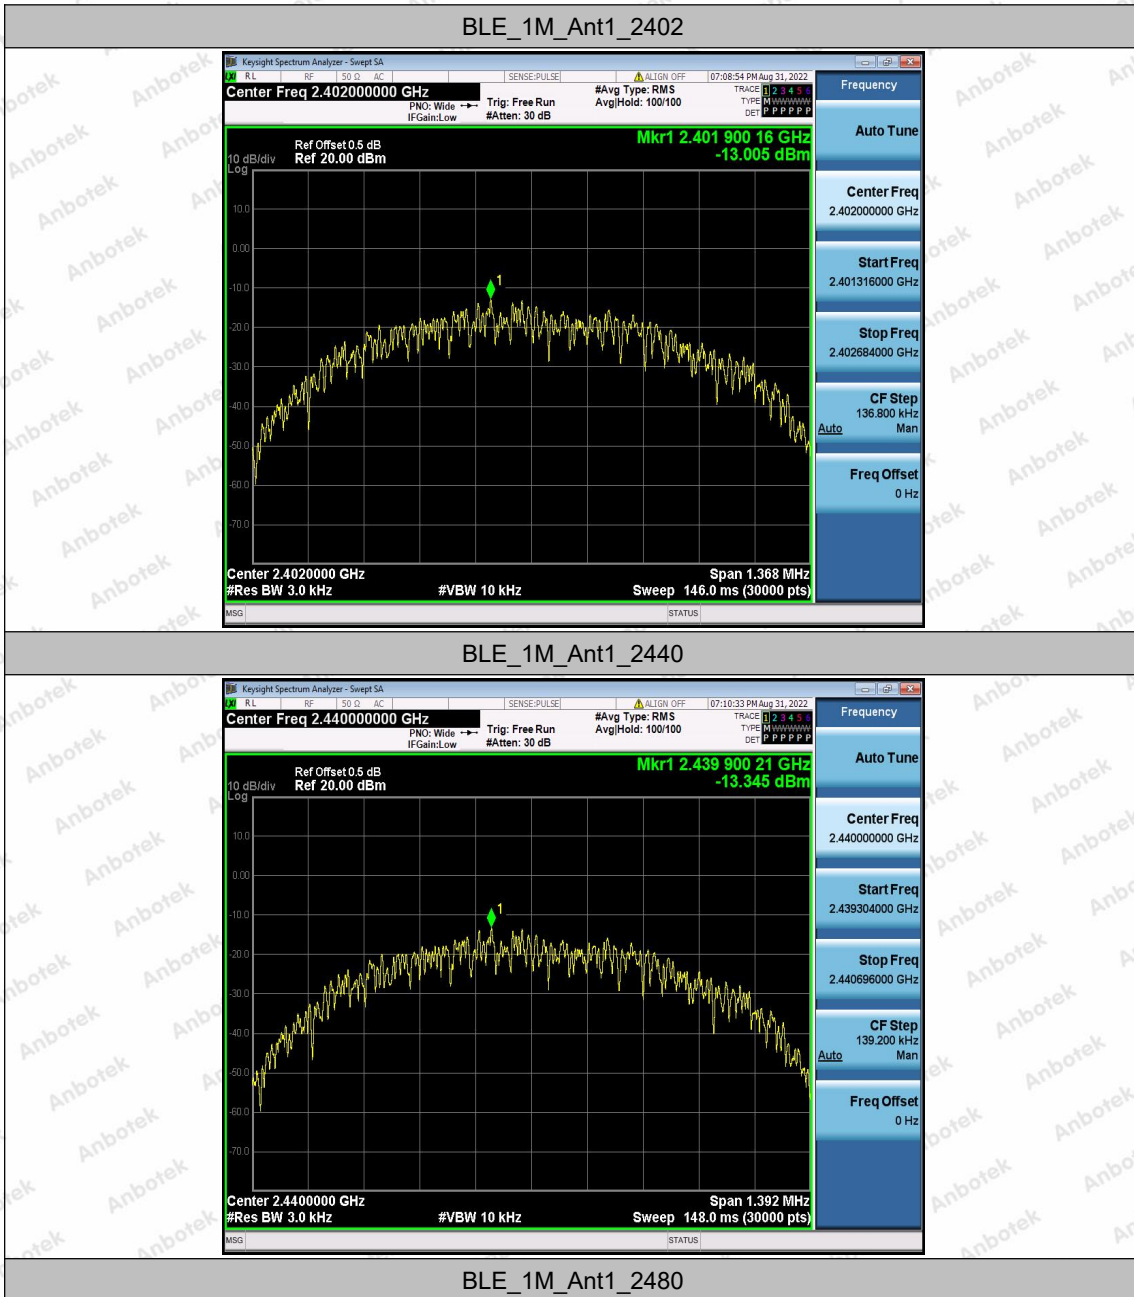 BLE_1M_Ant1_2402
Keysight Spectrum Analyzer - Swept SA
LXI RL RF 50 Ω AC SENSE:PULSE ALIGN OFF 07:08:54 PM Aug 31, 2022
Center Freq 2.402000000 GHz
PNO: Wide
IFGain:Low
Trig: Free Run
#Atten: 30 dB
#Avg Type: RMS
Avg|Hold: 100/100
TRACE 1 2 3 4 5 6
TYPE M WWWWW
DET P P P P P P
Mkr1 2.401 900 16 GHz
-13.005 dBm
Ref Offset 0.5 dB
10 dB/div Ref 20.00 dBm
Log
10.0
0.00
-10.0
-20.0
-30.0
-40.0
-50.0
-60.0
-70.0
1
Center 2.4020000 GHz
Span 1.368 MHz
#Res BW 3.0 kHz
#VBW 10 kHz
Sweep 146.0 ms (30000 pts)
MSG
STATUS
Frequency
Auto Tune
Center Freq
2.402000000 GHz
Start Freq
2.401316000 GHz
Stop Freq
2.402684000 GHz
CF Step
136.800 kHz
Auto Man
Freq Offset
0 Hz
BLE_1M_Ant1_2440
Keysight Spectrum Analyzer - Swept SA
LXI RL RF 50 Ω AC SENSE:PULSE ALIGN OFF 07:10:33 PM Aug 31, 2022
Center Freq 2.440000000 GHz
PNO: Wide
IFGain:Low
Trig: Free Run
#Atten: 30 dB
#Avg Type: RMS
Avg|Hold: 100/100
TRACE 1 2 3 4 5 6
TYPE M WWWWW
DET P P P P P P
Mkr1 2.439 900 21 GHz
-13.345 dBm
Ref Offset 0.5 dB
10 dB/div Ref 20.00 dBm
Log
10.0
0.00
-10.0
-20.0
-30.0
-40.0
-50.0
-60.0
-70.0
1
Center 2.4400000 GHz
Span 1.392 MHz
#Res BW 3.0 kHz
#VBW 10 kHz
Sweep 148.0 ms (30000 pts)
MSG
STATUS
Frequency
Auto Tune
Center Freq
2.440000000 GHz
Start Freq
2.439304000 GHz
Stop Freq
2.440696000 GHz
CF Step
139.200 kHz
Auto Man
Freq Offset
0 Hz
BLE_1M_Ant1_2480
Anbotek